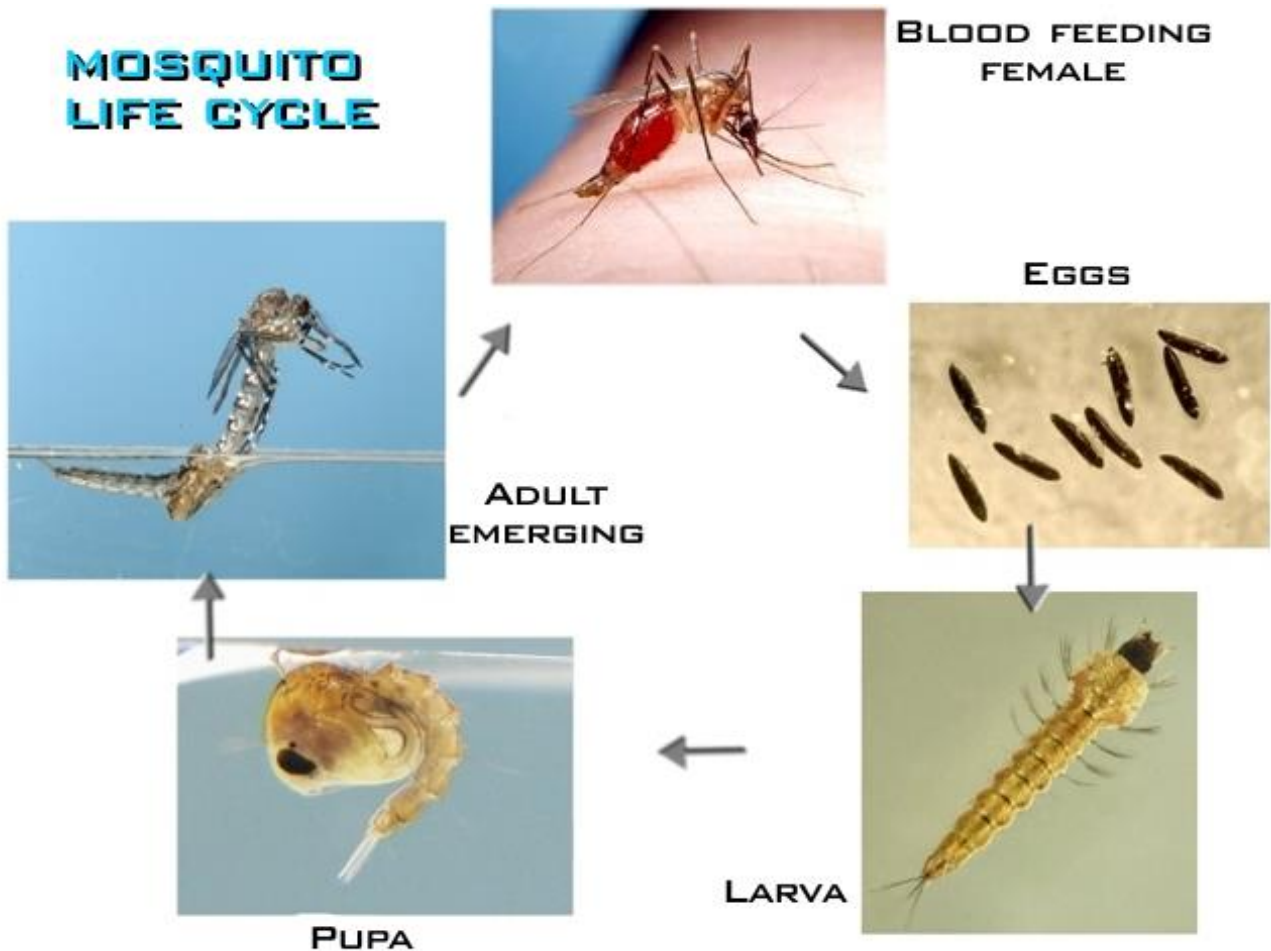 MOSQUITO
LIFE CYCLE
BLOOD FEEDING
FEMALE
EGGS
LARVA
PUPA
ADULT
EMERGING